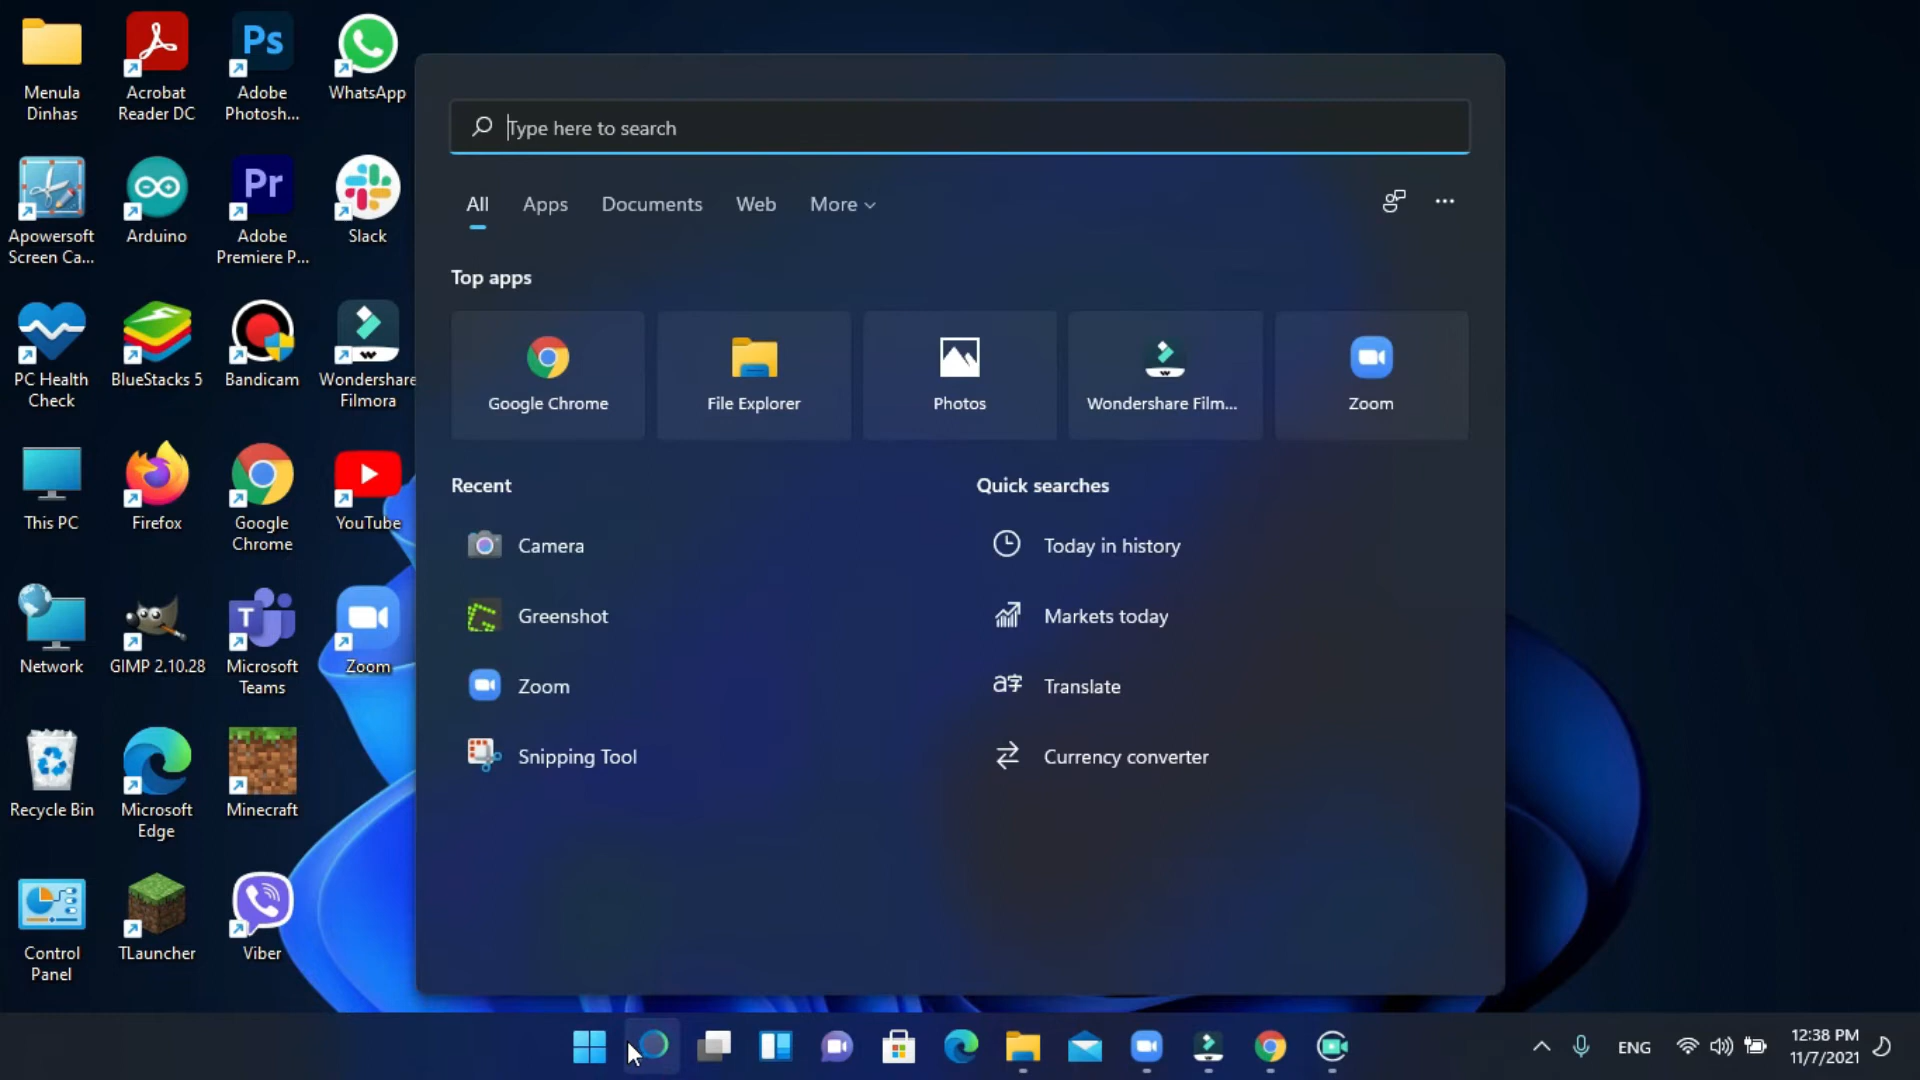 Menula
Dinhas
Acrobat
Reader DC
Ps
Adobe
Photosh...
WhatsApp
Apowersoft
Screen Ca...
Arduino
Pr
Adobe
Premiere P...
Slack
PC Health
Check
BlueStacks 5
Bandicam
Wondershare
Filmora
This PC
Firefox
Google
Chrome
YouTube
Network
GIMP 2.10.28
T
Microsoft
Teams
Zoom
Recycle Bin
Microsoft
Edge
Minecraft
Control
Panel
TLauncher
Viber
Type here to search
All Apps Documents Web More
Top apps
Google Chrome
File Explorer
Photos
Wondershare Film...
Zoom
Recent
Camera
Greenshot
Zoom
Snipping Tool
Quick searches
Today in history
Markets today
a字 Translate
Currency converter
ENG
12:38 PM
11/7/2021